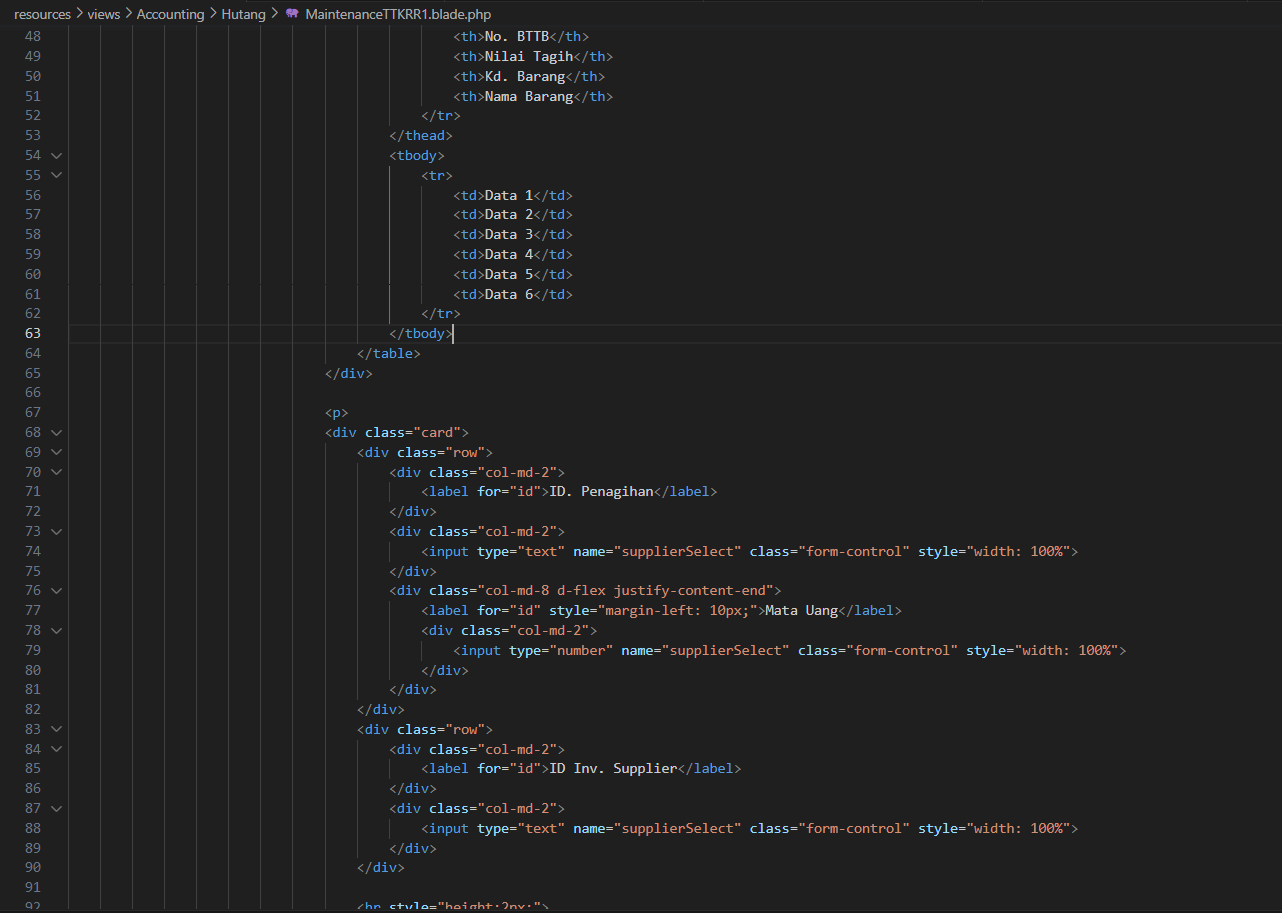 resources > views > Accounting > Hutang > MaintenanceTTKRR1.blade.php
48 <th>No. BTTB</th>
49 <th>Nilai Tagih</th>
50 <th>Kd. Barang</th>
51 <th>Nama Barang</th>
52 </tr>
53 </thead>
54 <tbody>
55 <tr>
56 <td>Data 1</td>
57 <td>Data 2</td>
58 <td>Data 3</td>
59 <td>Data 4</td>
60 <td>Data 5</td>
61 <td>Data 6</td>
62 </tr>
63 </tbody>
64 </table>
65 </div>
66
67 <p>
68 <div class="card">
69 <div class="row">
70 <div class="col-md-2">
71 <label for="id">ID. Penagihan</label>
72 </div>
73 <div class="col-md-2">
74 <input type="text" name="supplierSelect" class="form-control" style="width: 100%">
75 </div>
76 <div class="col-md-8 d-flex justify-content-end">
77 <label for="id" style="margin-left: 10px;">Mata Uang</label>
78 <div class="col-md-2">
79 <input type="number" name="supplierSelect" class="form-control" style="width: 100%">
80 </div>
81 </div>
82 </div>
83 <div class="row">
84 <div class="col-md-2">
85 <label for="id">ID Inv. Supplier</label>
86 </div>
87 <div class="col-md-2">
88 <input type="text" name="supplierSelect" class="form-control" style="width: 100%">
89 </div>
90 </div>
91
92 <hr style="height:2px;">